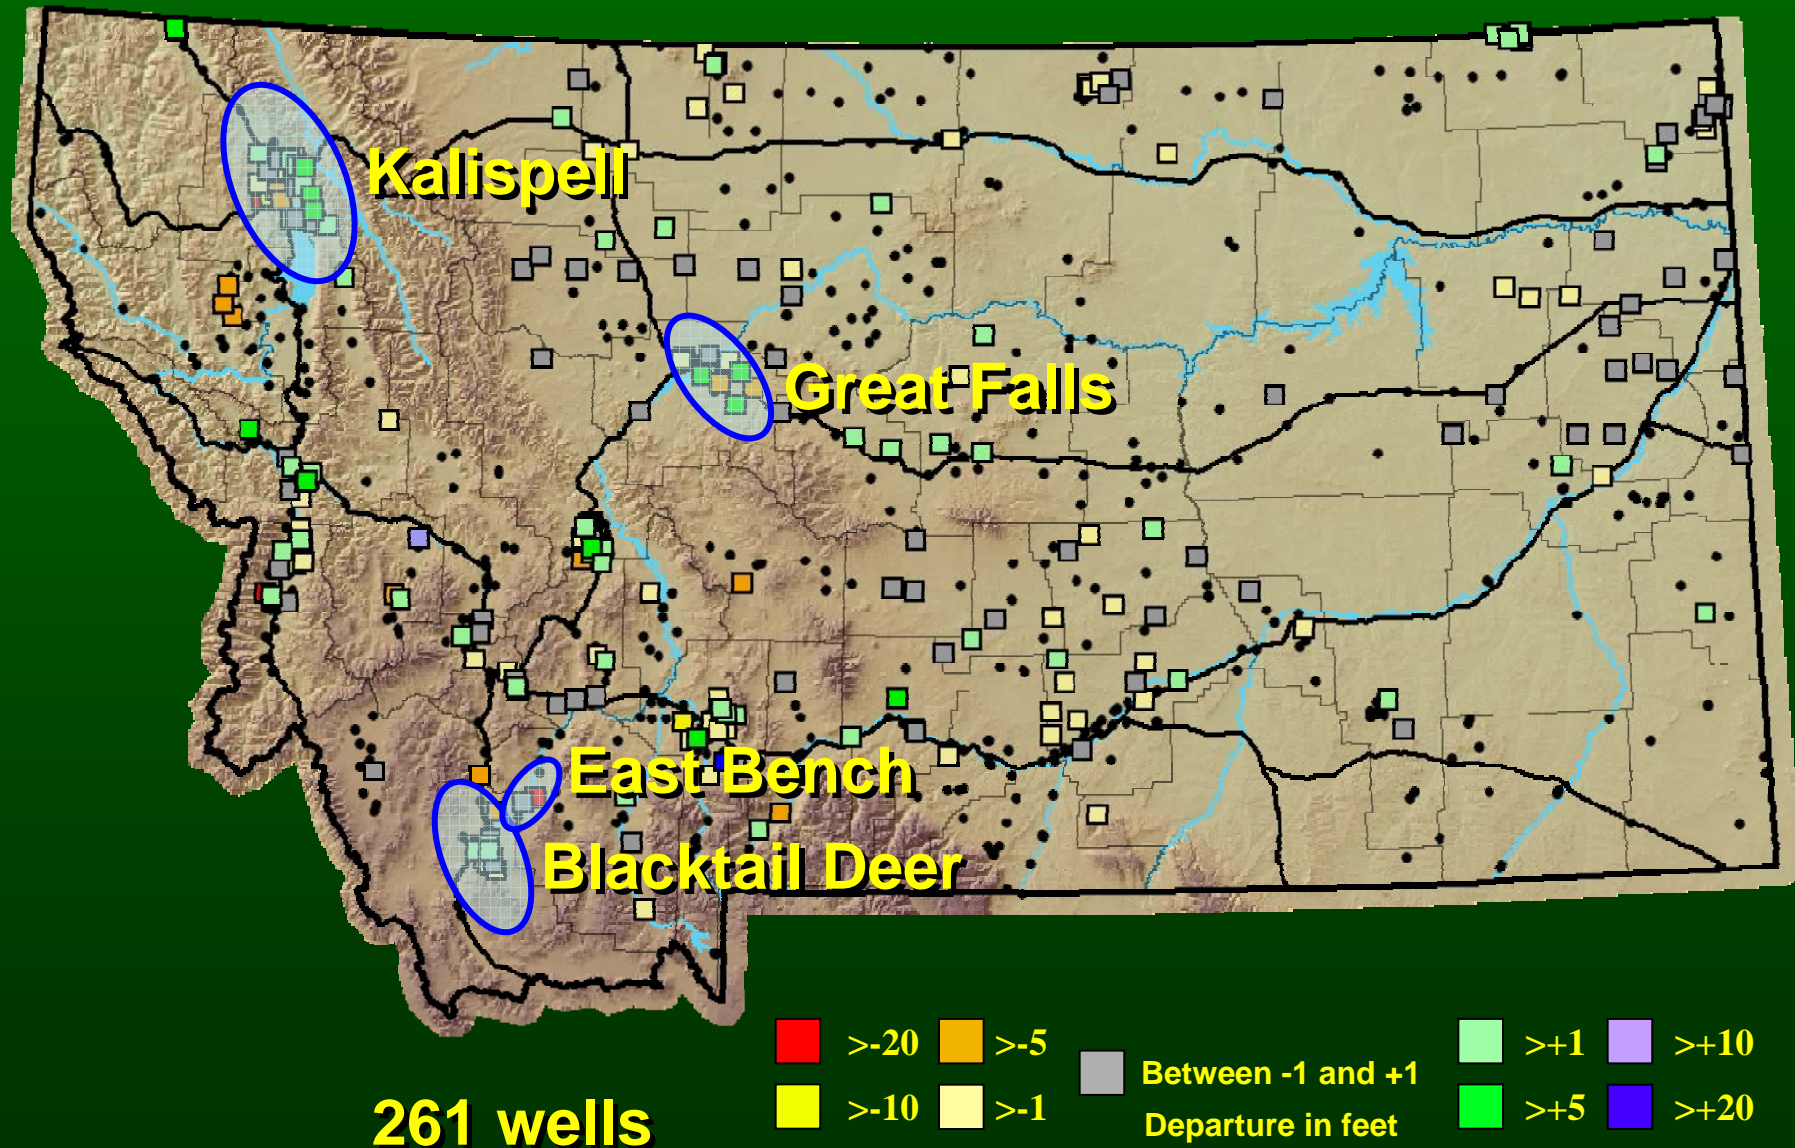 Kalispell
Great Falls
East Bench
Blacktail Deer
261 wells
>-20
>-5
>-10
>-1
Between -1 and +1
Departure in feet
>+1
>+10
>+5
>+20